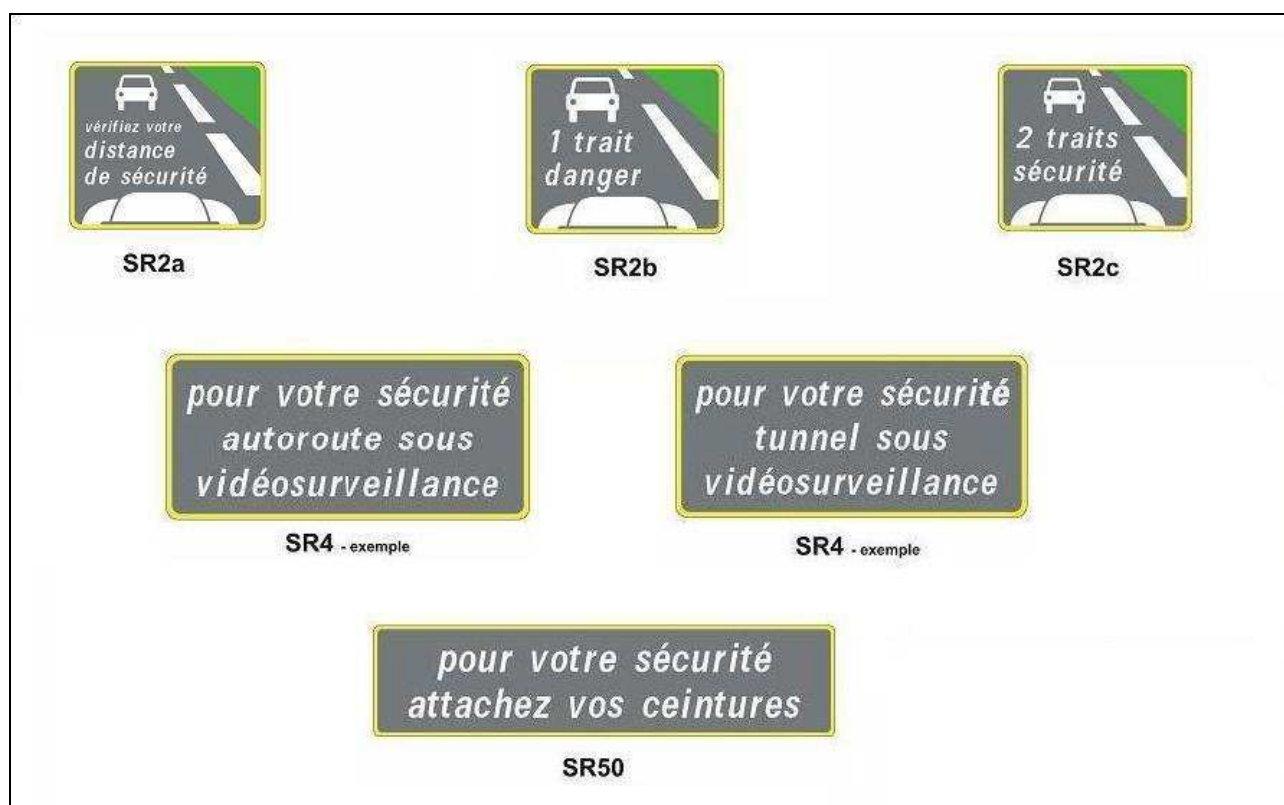 vérifiez votre
distance
de sécurité
SR2a
1 trait
danger
SR2b
2 traits
sécurité
SR2c
pour votre sécurité
autoroute sous
vidéosurveillance
SR4 - exemple
pour votre sécurité
tunnel sous
vidéosurveillance
SR4 - exemple
pour votre sécurité
attachez vos ceintures
SR50